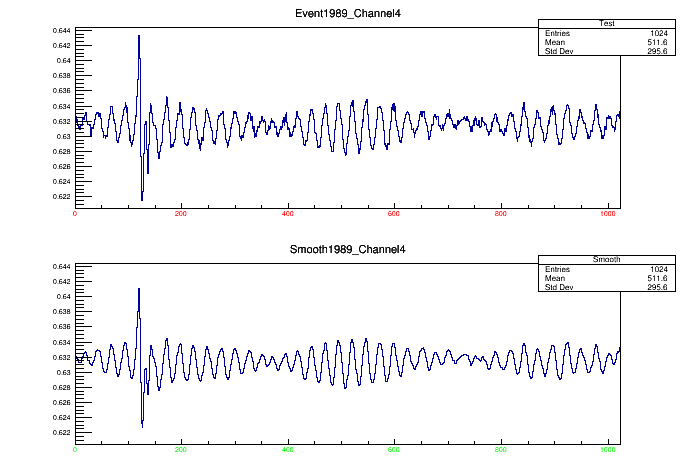 Event1989_Channel4
Test
Entries 1024
Mean 511.6
Std Dev 295.6
0.644
0.642
0.64
0.638
0.636
0.634
0.632
0.63
0.628
0.626
0.624
0.622
0 200 400 600 800 1000
Smooth1989_Channel4
Smooth
Entries 1024
Mean 511.6
Std Dev 295.6
0.644
0.642
0.64
0.638
0.636
0.634
0.632
0.63
0.628
0.626
0.624
0.622
0 200 400 600 800 1000